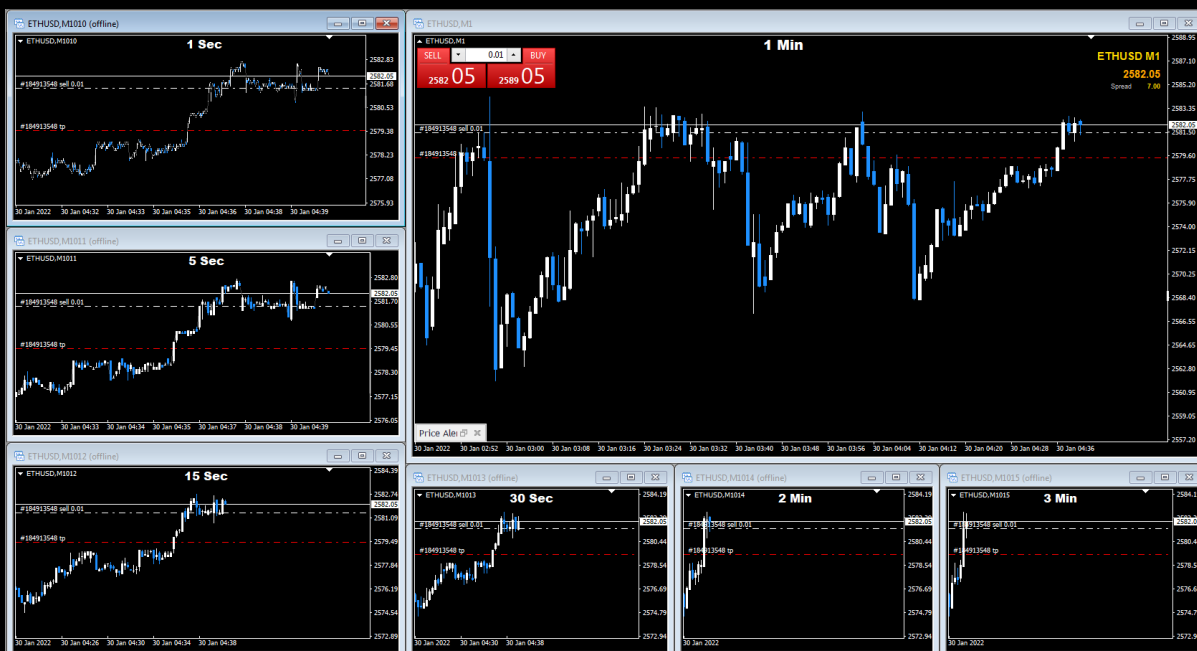 ETHUSD,M1010 (offline)
ETHUSD,M1010
1 Sec
#184913548 sell 0.01
#184913548 tp
2582.83
2582.05
2581.68
2580.53
2579.38
2578.23
2577.08
2575.93
30 Jan 2022 30 Jan 04:32 30 Jan 04:33 30 Jan 04:35 30 Jan 04:36 30 Jan 04:38 30 Jan 04:39
ETHUSD,M1011 (offline)
ETHUSD,M1011
5 Sec
#184913548 sell 0.01
#184913548 tp
2582.80
2582.05
2581.70
2580.55
2579.45
2578.30
2577.15
2576.05
30 Jan 2022 30 Jan 04:33 30 Jan 04:34 30 Jan 04:35 30 Jan 04:36 30 Jan 04:38 30 Jan 04:39
ETHUSD,M1012 (offline)
ETHUSD,M1012
15 Sec
#184913548 sell 0.01
#184913548 tp
2584.39
2582.74
2582.05
2581.09
2579.49
2577.84
2576.19
2574.54
2572.89
30 Jan 2022 30 Jan 04:26 30 Jan 04:30 30 Jan 04:34 30 Jan 04:38
ETHUSD,M1
ETHUSD,M1
1 Min
SELL 0.01 BUY
2582 05 2589 05
ETHUSD M1
2582.05
Spread 7.00
#184913548 sell 0.01
#184913548
2588.95
2587.10
2585.20
2583.35
2582.05
2581.50
2579.60
2577.75
2575.90
2574.00
2572.15
2570.25
2568.40
2566.55
2564.65
2562.80
2560.95
2559.05
2557.20
Price Aler
30 Jan 2022 30 Jan 02:52 30 Jan 03:00 30 Jan 03:08 30 Jan 03:16 30 Jan 03:24 30 Jan 03:32 30 Jan 03:40 30 Jan 03:48 30 Jan 03:56 30 Jan 04:04 30 Jan 04:12 30 Jan 04:20 30 Jan 04:28 30 Jan 04:36
ETHUSD,M1013 (offline)
ETHUSD,M1013
30 Sec
#184913548 sell 0.01
#184913548 tp
2584.19
2582.05
2580.44
2578.54
2576.69
2574.79
2572.94
30 Jan 2022 30 Jan 04:30 30 Jan 04:38
ETHUSD,M1014 (offline)
ETHUSD,M1014
2 Min
#184913548 sell 0.01
#184913548 tp
2584.19
2582.05
2580.44
2578.54
2576.69
2574.79
2572.94
30 Jan 2022
ETHUSD,M1015 (offline)
ETHUSD,M1015
3 Min
#184913548 sell 0.01
#184913548 tp
2584.1
2582.0
2580.4
2578.5
2576.6
2574.7
2572.9
30 Jan 2022